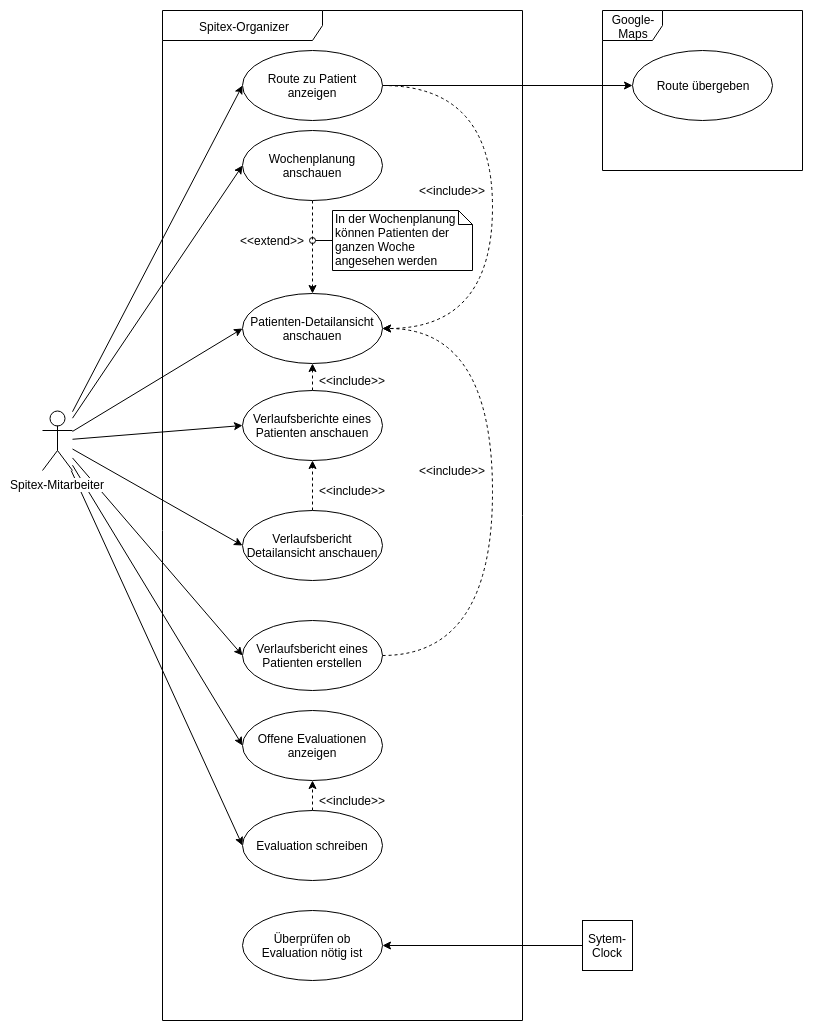 Spitex-Organizer
Google-
Maps
Route zu Patient
anzeigen
Route übergeben
Wochenplanung
anschauen
<<include>>
In der Wochenplanung
können Patienten der
ganzen Woche
angesehen werden
<<extend>>
Patienten-Detailansicht
anschauen
<<include>>
Verlaufsberichte eines
Patienten anschauen
<<include>>
Spitex-Mitarbeiter
<<include>>
Verlaufsbericht
Detailansicht anschauen
Verlaufsbericht eines
Patienten erstellen
Offene Evaluationen
anzeigen
<<include>>
Evaluation schreiben
Überprüfen ob
Evaluation nötig ist
Sytem-
Clock